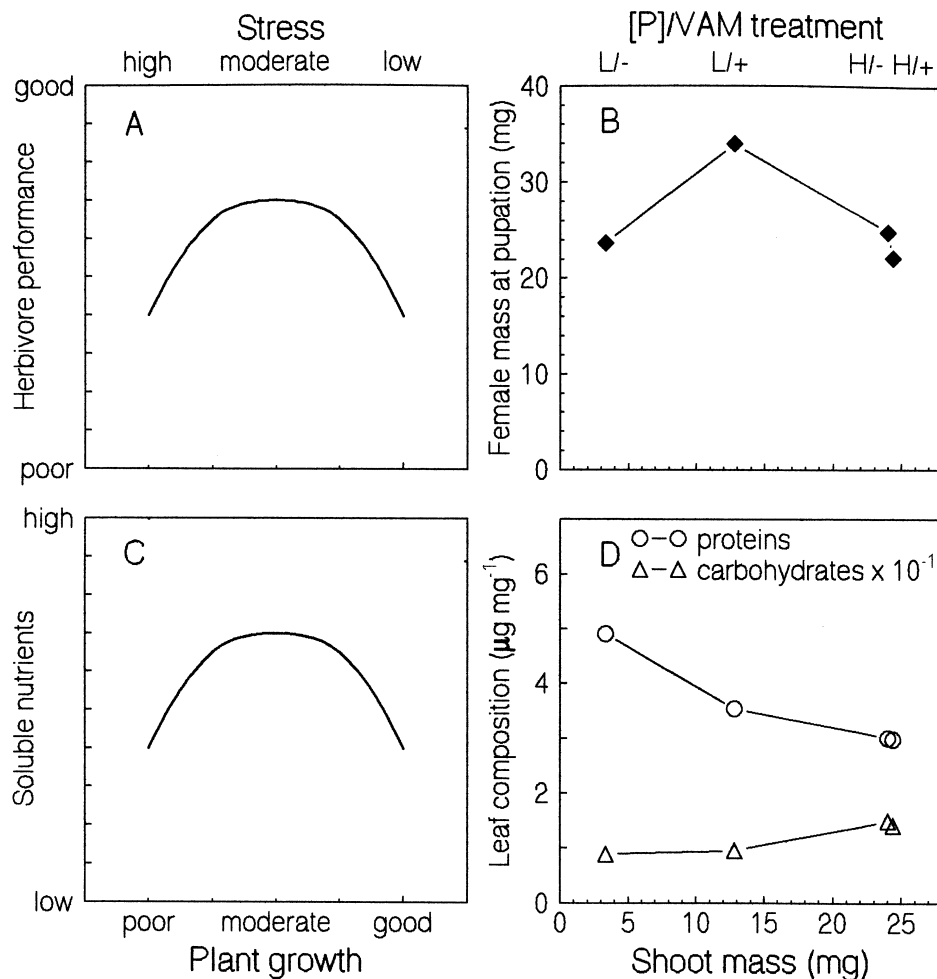 Stress
high moderate low
good
Herbivore performance
poor
A
[P]/VAM treatment
L/- L/+ H/- H/+
Female mass at pupation (mg)
40
30
20
10
0
B
high
Soluble nutrients
low
C
poor moderate good
Plant growth
D
proteins
carbohydrates x 10⁻¹
Leaf composition (µg mg⁻¹)
6
4
2
0
0 5 10 15 20 25
Shoot mass (mg)